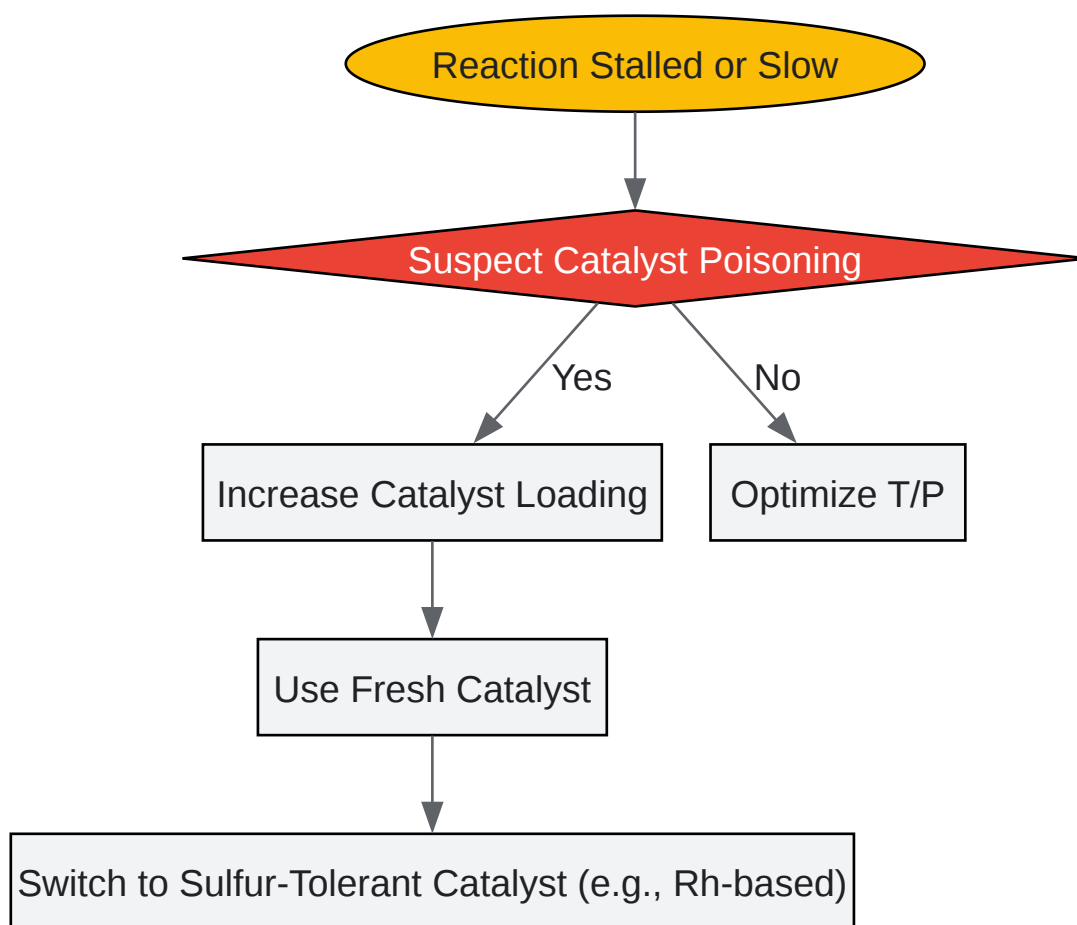 Reaction Stalled or Slow
Suspect Catalyst Poisoning
Yes
No
Increase Catalyst Loading
Optimize T/P
Use Fresh Catalyst
Switch to Sulfur-Tolerant Catalyst (e.g., Rh-based)